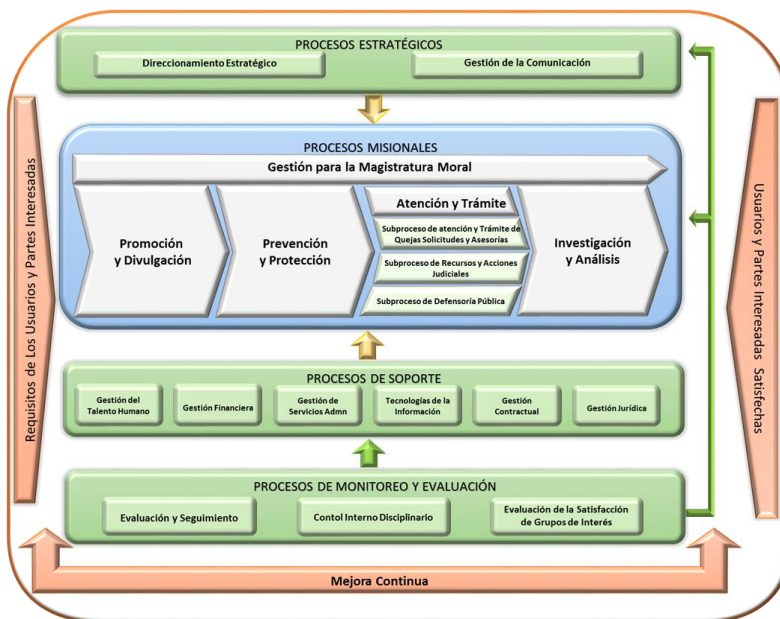 PROCESOS ESTRATÉGICOS
Direccionamiento Estratégico
Gestión de la Comunicación
Requisitos de Los Usuarios y Partes Interesadas
PROCESOS MISIONALES
Gestión para la Magistratura Moral
Promoción
y Divulgación
Prevención
y Protección
Atención y Trámite
Subproceso de atención y Trámite de
Quejas Solicitudes y Asesorías
Subproceso de Recursos y Acciones
Judiciales
Subproceso de Defensoría Pública
Investigación
y Análisis
Usuarios y Partes Interesadas Satisfechas
PROCESOS DE SOPORTE
Gestión del
Talento Humano
Gestión Financiera
Gestión de
Servicios Admn
Tecnologías de la
Información
Gestión
Contractual
Gestión Jurídica
PROCESOS DE MONITOREO Y EVALUACIÓN
Evaluación y Seguimiento
Contol Interno Disciplinario
Evaluación de la Satisfacción
de Grupos de Interés
Mejora Continua